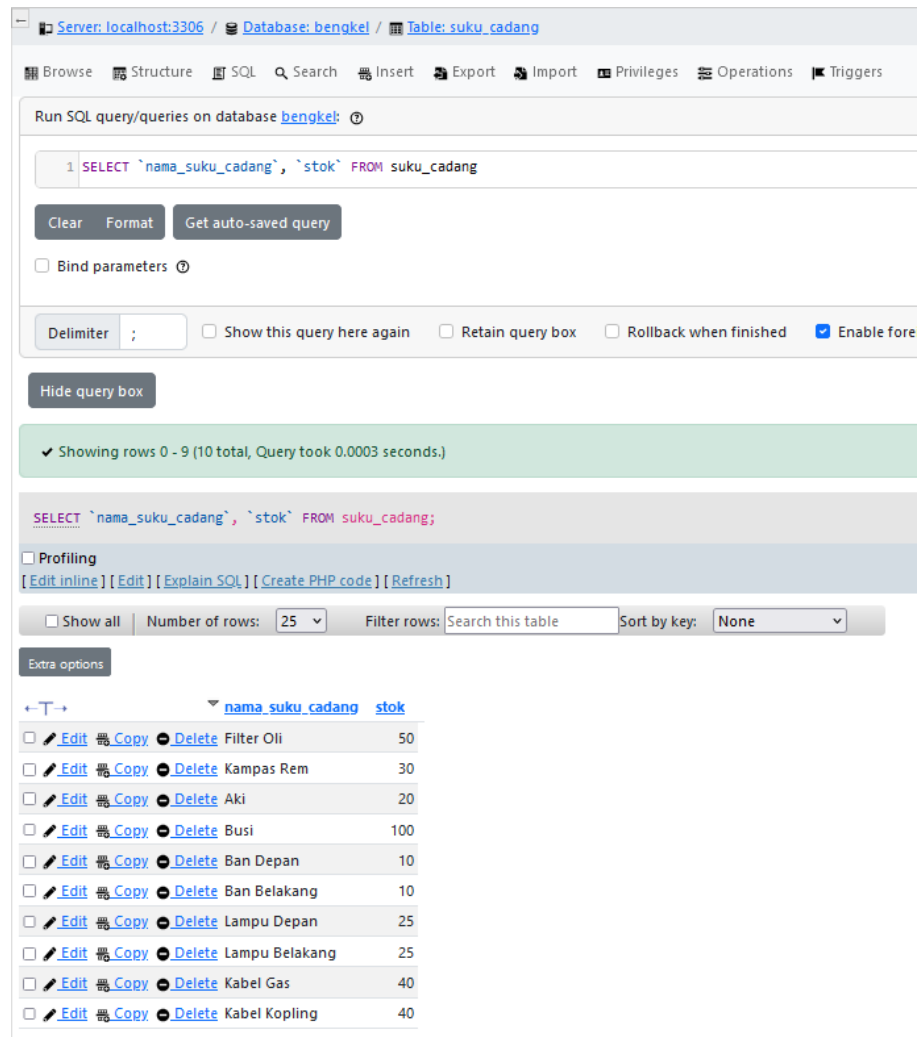 Server: localhost:3306 / Database: bengkel / Table: suku_cadang
Browse Structure SQL Search Insert Export Import Privileges Operations Triggers
Run SQL query/queries on database bengkel:
1 SELECT `nama_suku_cadang`, `stok` FROM suku_cadang
Clear Format Get auto-saved query
Bind parameters
Delimiter ; Show this query here again Retain query box Rollback when finished Enable fore
Hide query box
Showing rows 0 - 9 (10 total, Query took 0.0003 seconds.)
SELECT `nama_suku_cadang`, `stok` FROM suku_cadang;
Profiling
[ Edit inline ] [ Edit ] [ Explain SQL ] [ Create PHP code ] [ Refresh ]
Show all | Number of rows: 25 Filter rows: Search this table Sort by key: None
Extra options
←T→ nama_suku_cadang stok
Edit Copy Delete Filter Oli 50
Edit Copy Delete Kampas Rem 30
Edit Copy Delete Aki 20
Edit Copy Delete Busi 100
Edit Copy Delete Ban Depan 10
Edit Copy Delete Ban Belakang 10
Edit Copy Delete Lampu Depan 25
Edit Copy Delete Lampu Belakang 25
Edit Copy Delete Kabel Gas 40
Edit Copy Delete Kabel Kopling 40